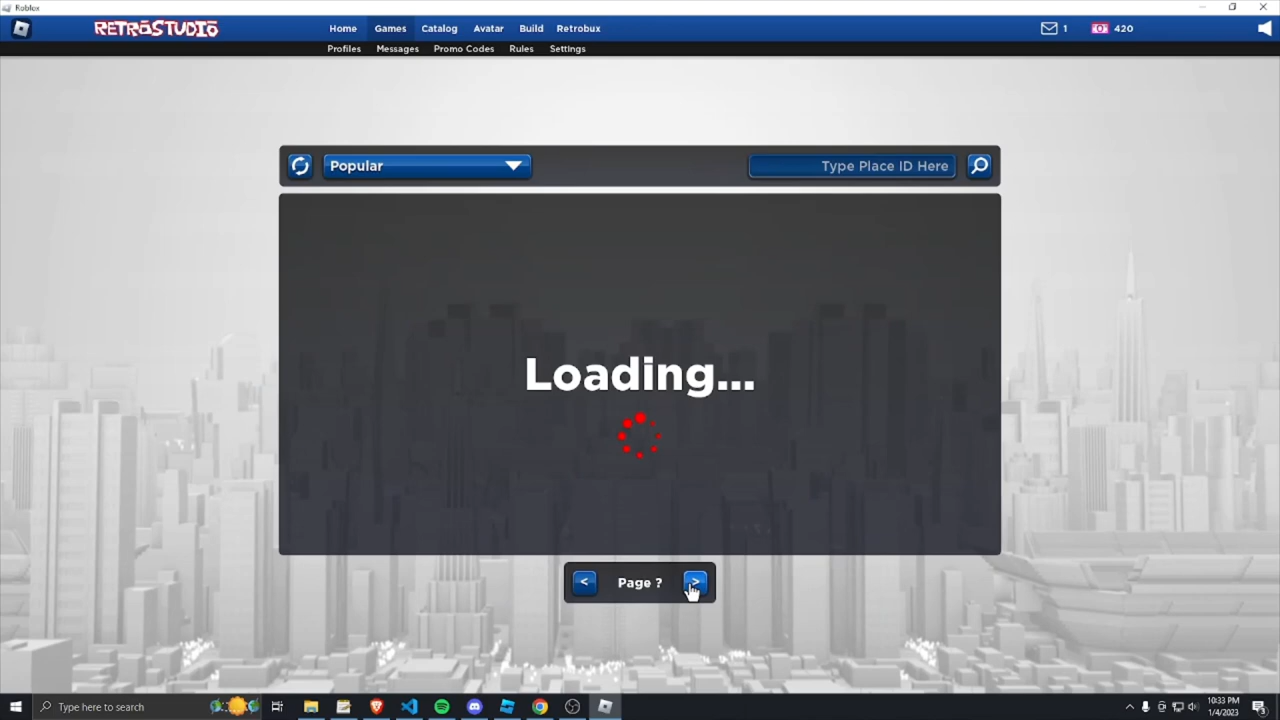 Roblox
RETROSTUDIO
Home Games Catalog Avatar Build Retrobux
1 420
Profiles Messages Promo Codes Rules Settings
Popular
Type Place ID Here
Loading...
< Page ? >
Type here to search
10:33 PM
1/4/2023
3